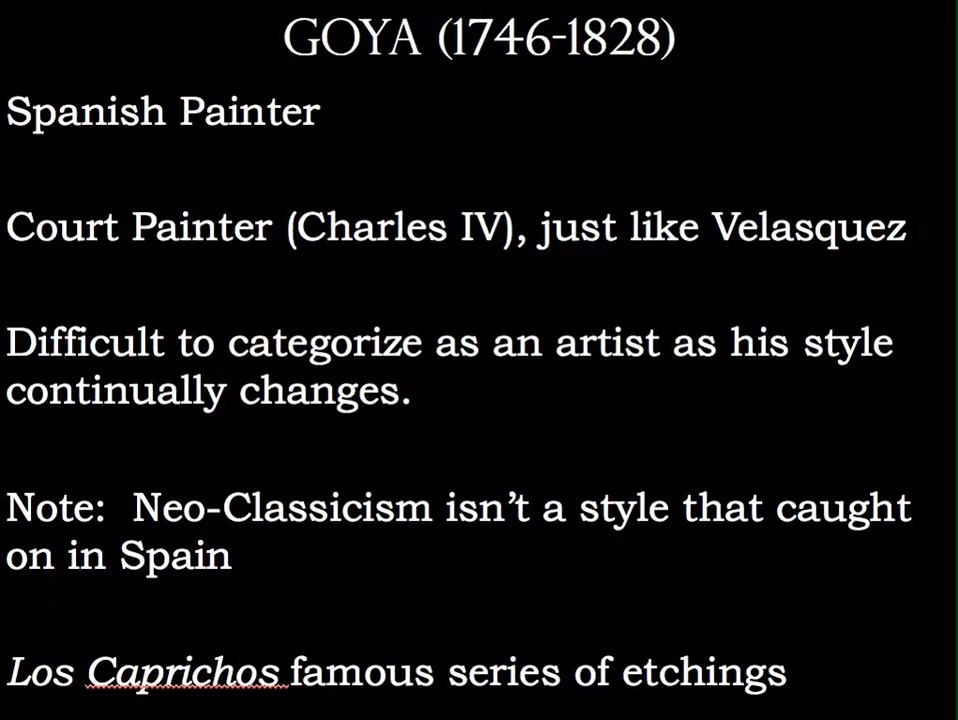 GOYA (1746-1828)
Spanish Painter
Court Painter (Charles IV), just like Velasquez
Difficult to categorize as an artist as his style
continually changes.
Note:  Neo-Classicism isn’t a style that caught
on in Spain
Los Caprichos famous series of etchings